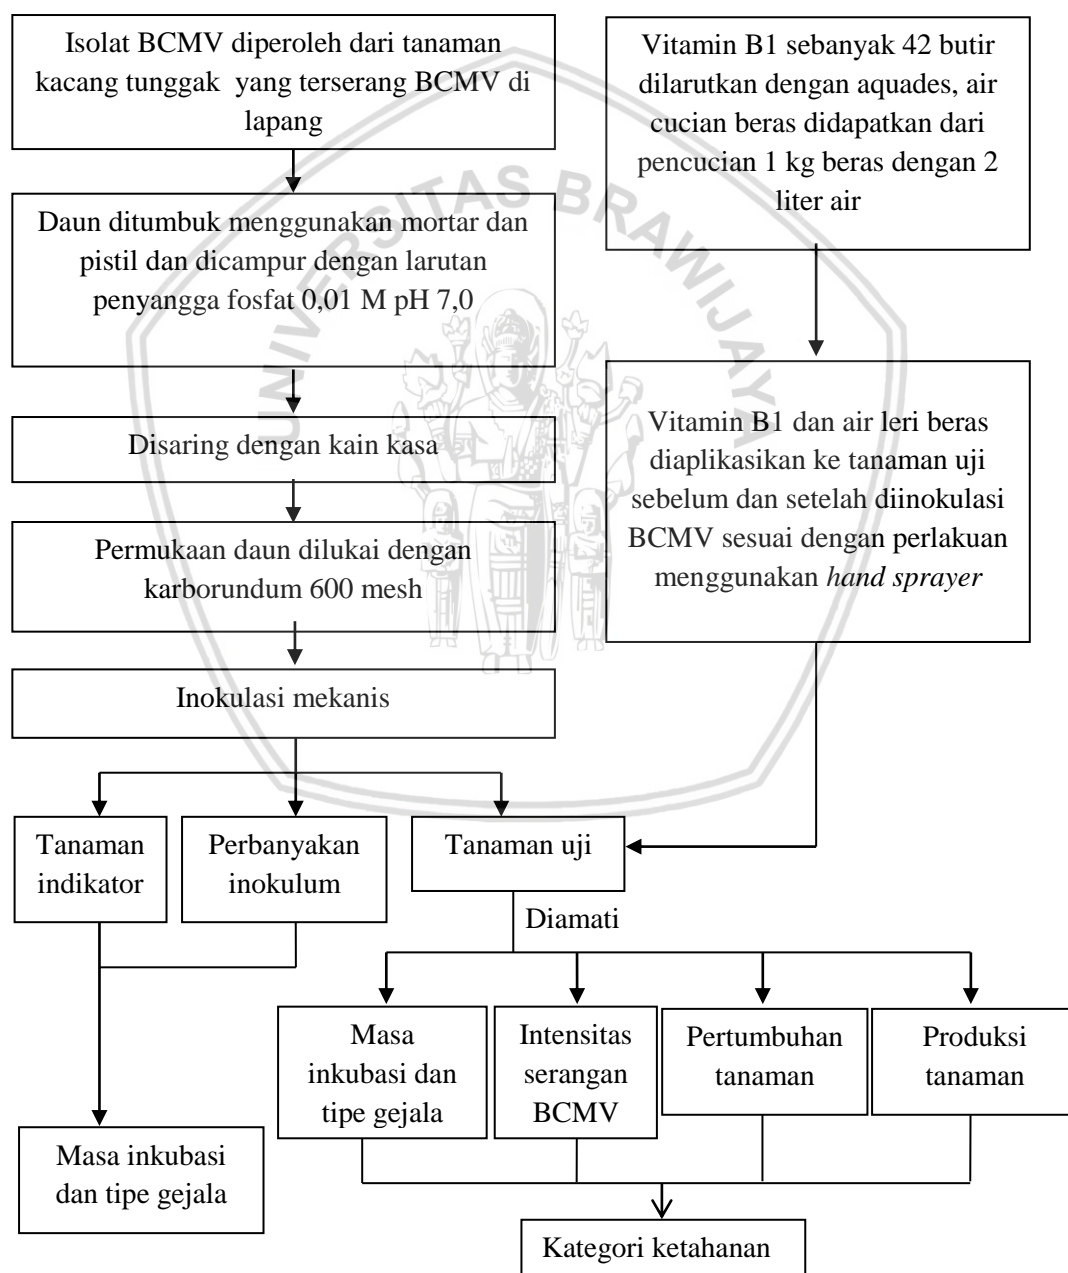 Isolat BCMV diperoleh dari tanaman
kacang tunggak yang terserang BCMV di
lapang
Vitamin B1 sebanyak 42 butir
dilarutkan dengan aquades, air
cucian beras didapatkan dari
pencucian 1 kg beras dengan 2
liter air
UNIVERSITAS BRAWIJAYA
Daun ditumbuk menggunakan mortar dan
pistil dan dicampur dengan larutan
penyangga fosfat 0,01 M pH 7,0
Disaring dengan kain kasa
Vitamin B1 dan air leri beras
diaplikasikan ke tanaman uji
sebelum dan setelah diinokulasi
BCMV sesuai dengan perlakuan
menggunakan hand sprayer
Permukaan daun dilukai dengan
karborundum 600 mesh
Inokulasi mekanis
Tanaman
indikator
Perbanyakan
inokulum
Tanaman uji
Diamati
Masa
inkubasi dan
tipe gejala
Intensitas
serangan
BCMV
Pertumbuhan
tanaman
Produksi
tanaman
Masa inkubasi
dan tipe gejala
Kategori ketahanan